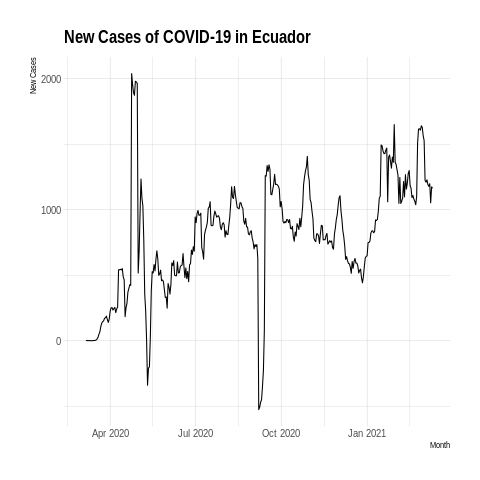 New Cases of COVID-19 in Ecuador
New Cases
2000
1000
0
Apr 2020 Jul 2020 Oct 2020 Jan 2021
Month